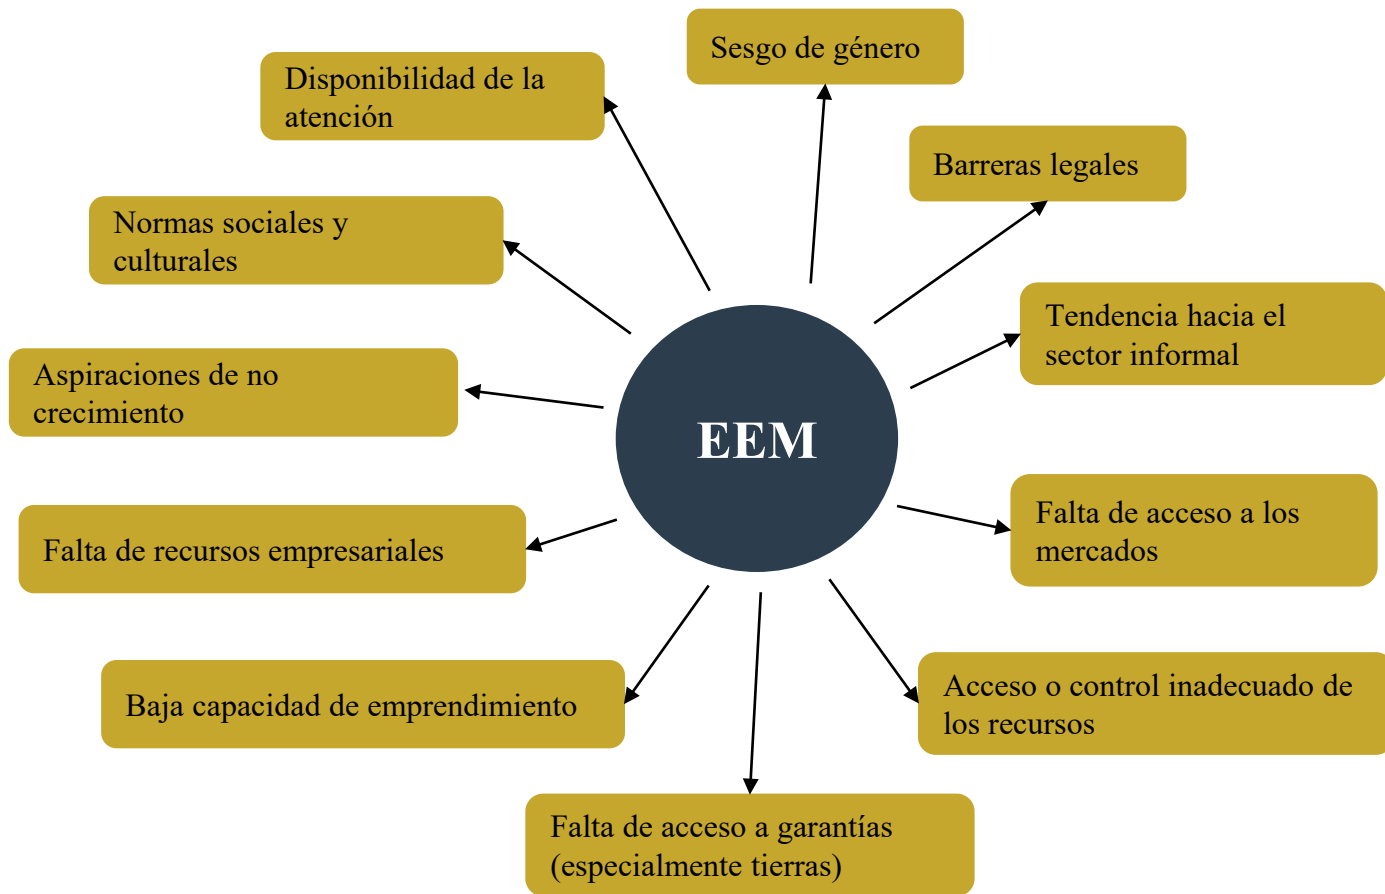 Sesgo de género
Disponibilidad de la
atención
Barreras legales
Normas sociales y
culturales
Tendencia hacia el
sector informal
Aspiraciones de no
crecimiento
EEM
Falta de acceso a los
mercados
Falta de recursos empresariales
Acceso o control inadecuado de
los recursos
Baja capacidad de emprendimiento
Falta de acceso a garantías
(especialmente tierras)